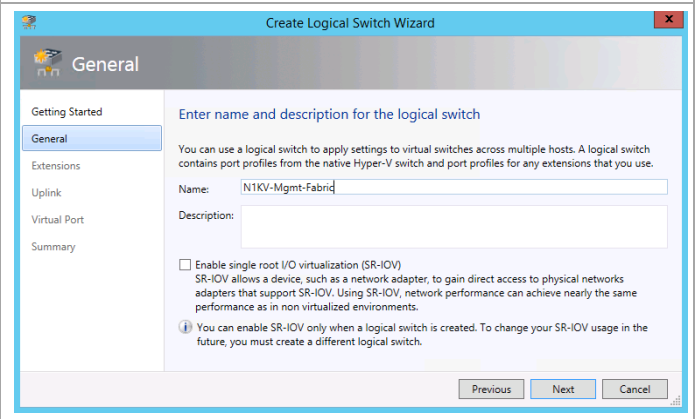 Create Logical Switch Wizard
x
General
Getting Started
General
Extensions
Uplink
Virtual Port
Summary
Enter name and description for the logical switch
You can use a logical switch to apply settings to virtual switches across multiple hosts. A logical switch
contains port profiles from the native Hyper-V switch and port profiles for any extensions that you use.
Name: N1KV-Mgmt-Fabric
Description:
Enable single root I/O virtualization (SR-IOV)
SR-IOV allows a device, such as a network adapter, to gain direct access to physical networks
adapters that support SR-IOV. Using SR-IOV, network performance can achieve nearly the same
performance as in non virtualized environments.
You can enable SR-IOV only when a logical switch is created. To change your SR-IOV usage in the
future, you must create a different logical switch.
Previous Next Cancel